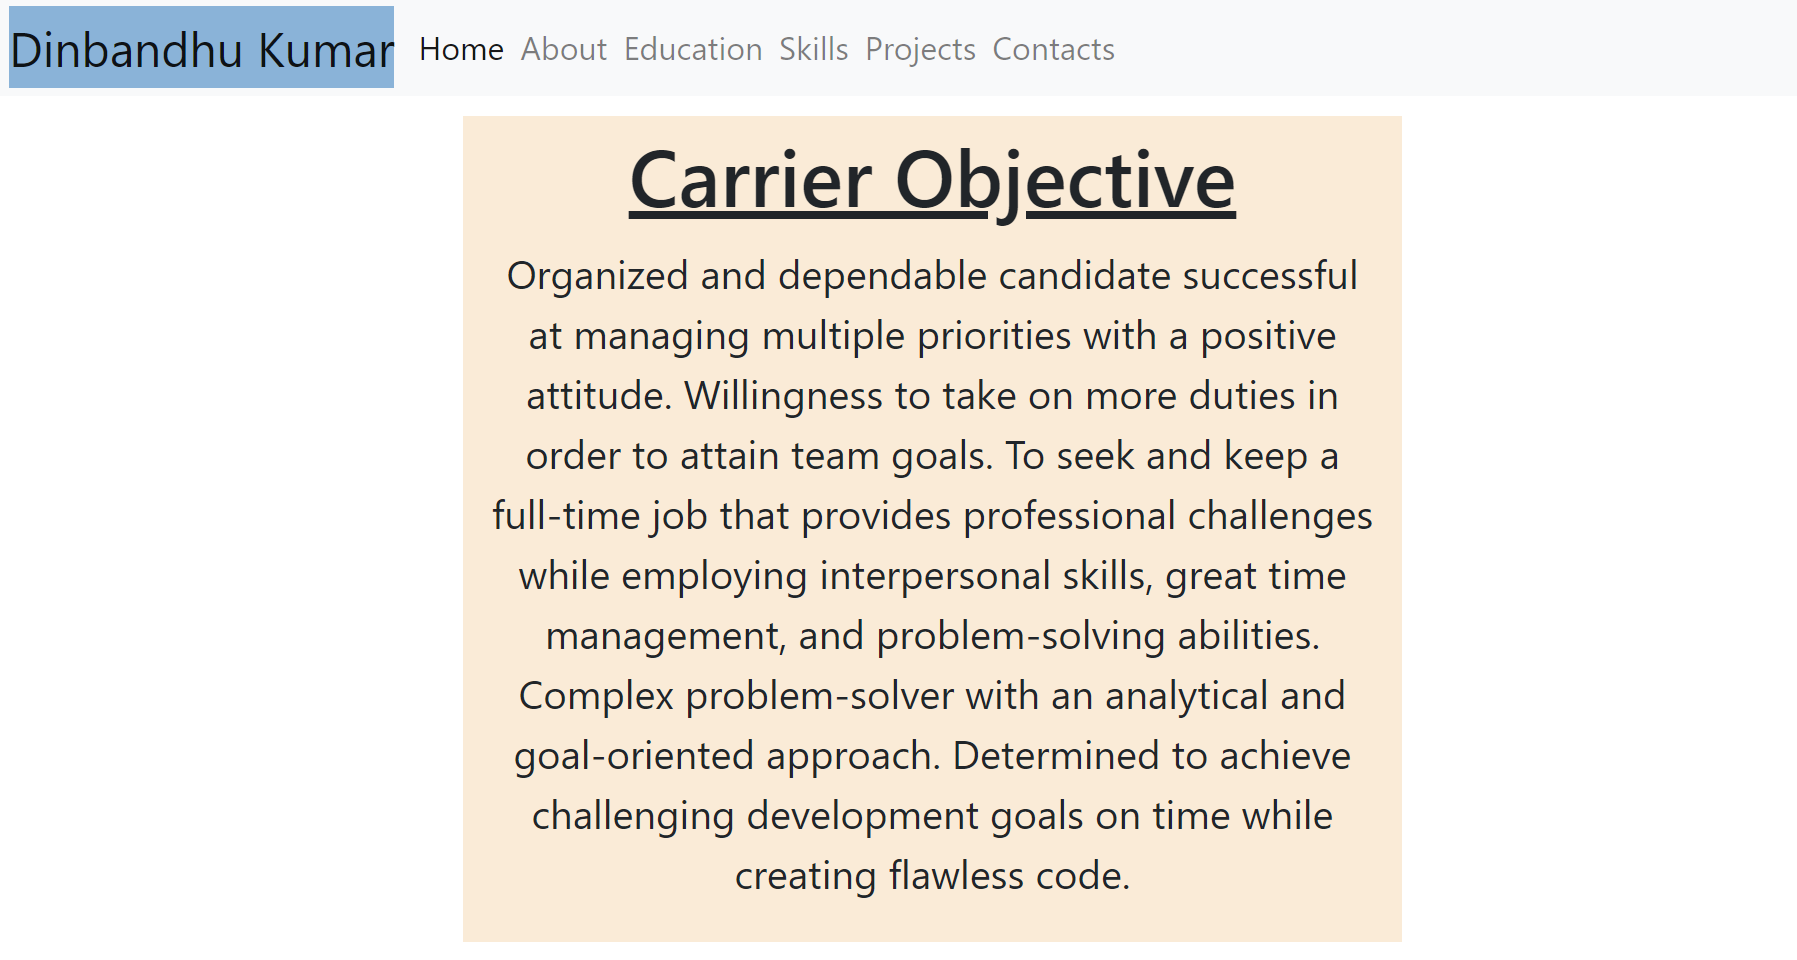 Dinbandhu Kumar Home About Education Skills Projects Contacts
Carrier Objective
Organized and dependable candidate successful
at managing multiple priorities with a positive
attitude. Willingness to take on more duties in
order to attain team goals. To seek and keep a
full-time job that provides professional challenges
while employing interpersonal skills, great time
management, and problem-solving abilities.
Complex problem-solver with an analytical and
goal-oriented approach. Determined to achieve
challenging development goals on time while
creating flawless code.